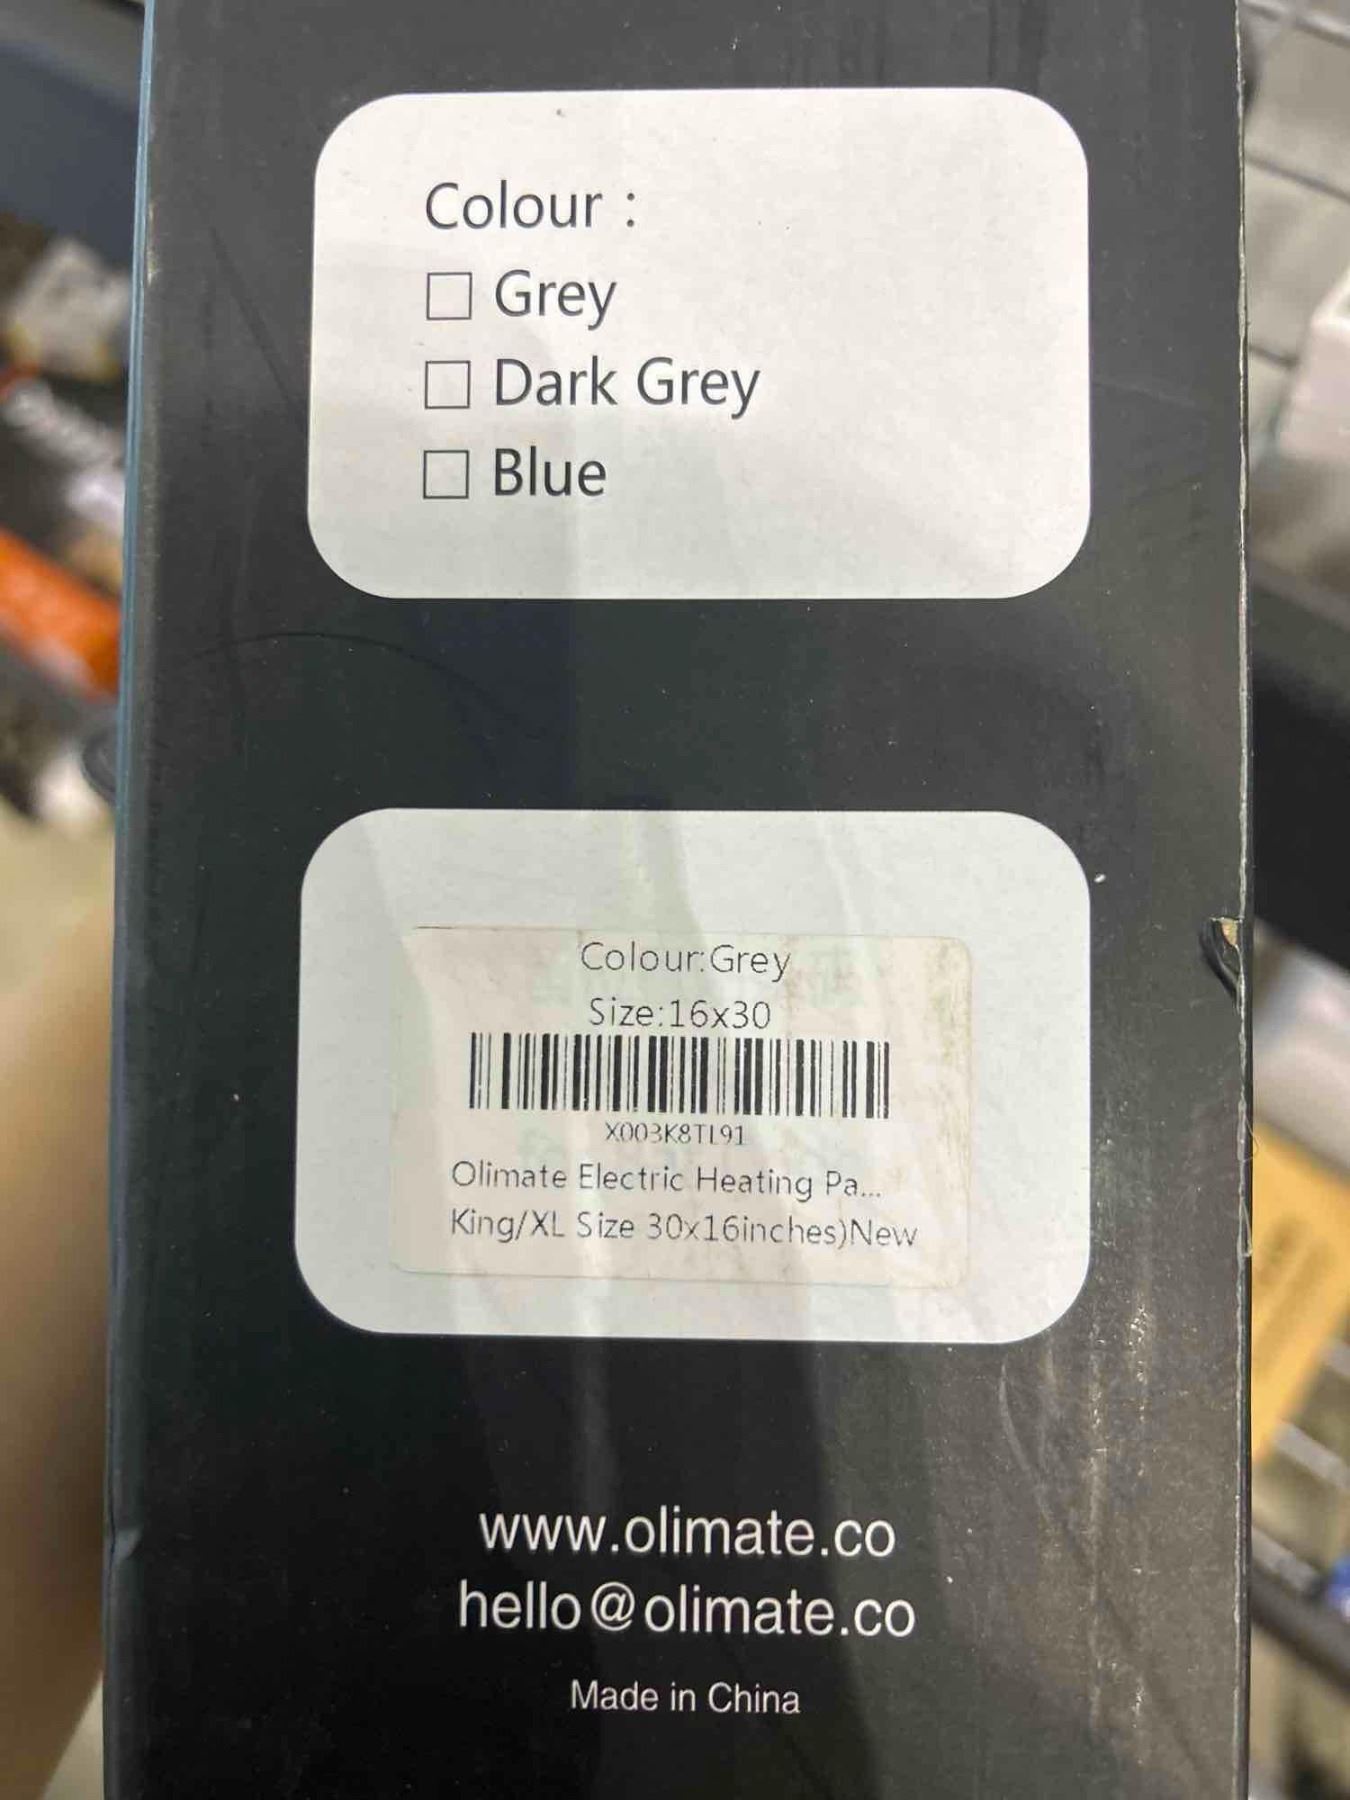 Colour :
☐ Grey
☐ Dark Grey
☐ Blue
Colour:Grey
Size:16x30
X003K8TL91
Olimate Electric Heating Pa...
King/XL Size 30x16inches)New
www.olimate.co
hello@olimate.co
Made in China